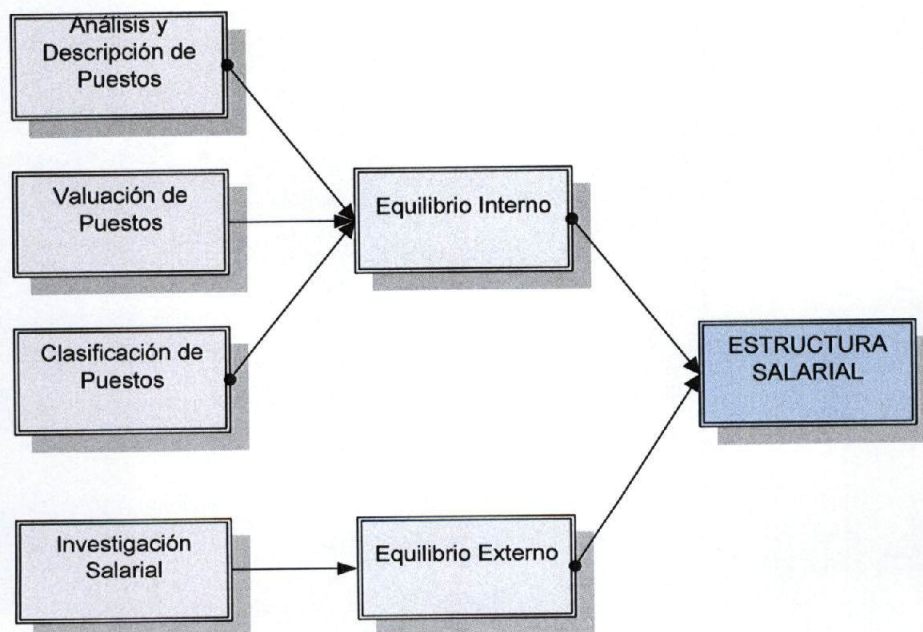 Análisis y
Descripción de
Puestos
Valuación de
Puestos
Equilibrio Interno
Clasificación de
Puestos
ESTRUCTURA
SALARIAL
Investigación
Salarial
Equilibrio Externo